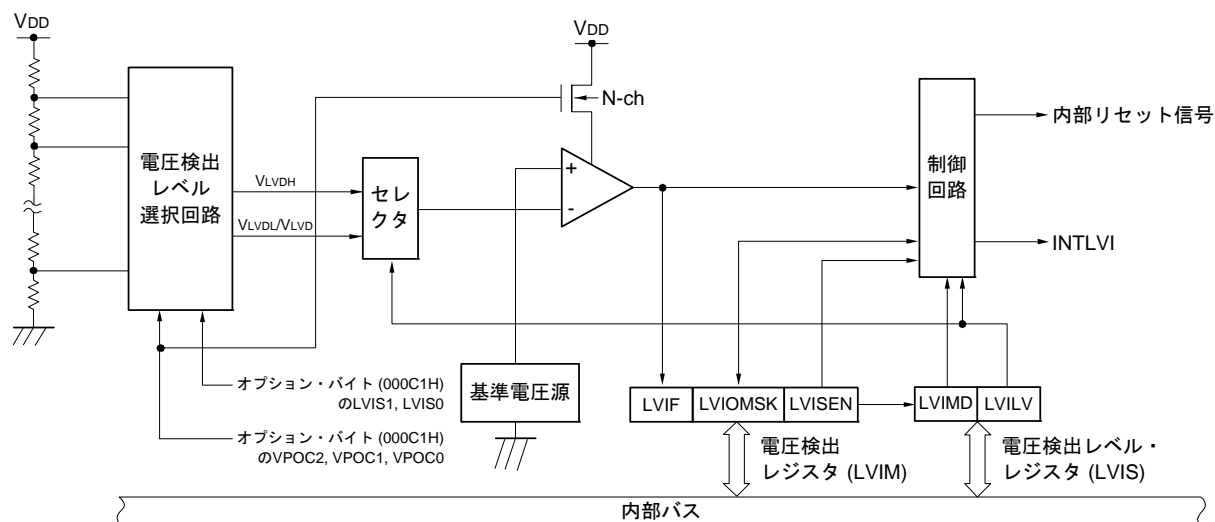 VDD
VDD
N-ch
電圧検出
レベル
選択回路
VLVDH
VLVDL/VLVD
セレ
クタ
+
-
制御
回路
内部リセット信号
INTLVI
基準電圧源
オプション・バイト (000C1H)
のLVIS1, LVIS0
オプション・バイト (000C1H)
のVPOC2, VPOC1, VPOC0
LVIF
LVIOMSK
LVISEN
LVIMD
LVILV
電圧検出
レジスタ (LVIM)
電圧検出レベル・
レジスタ (LVIS)
内部バス